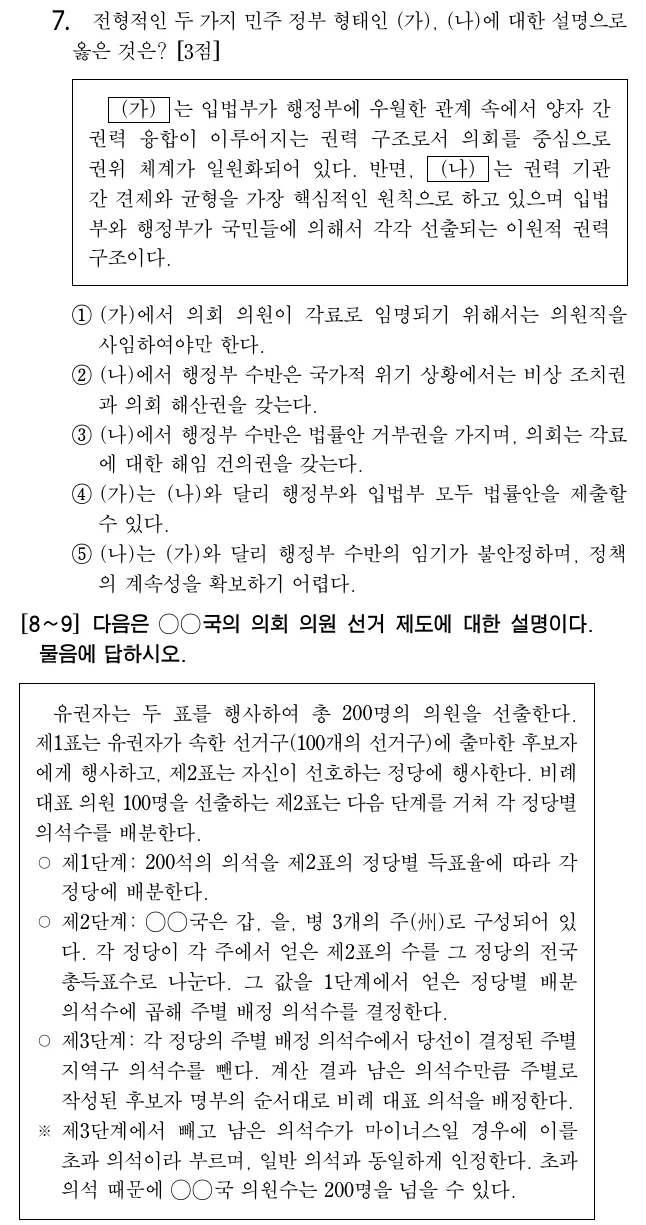 7. 전형적인 두 가지 민주 정부 형태인 (가), (나)에 대한 설명으로
옳은 것은? [3점]
(가) 는 입법부가 행정부에 우월한 관계 속에서 양자 간
권력 융합이 이루어지는 권력 구조로서 의회를 중심으로
권위 체계가 일원화되어 있다. 반면, (나) 는 권력 기관
간 견제와 균형을 가장 핵심적인 원칙으로 하고 있으며 입법
부와 행정부가 국민들에 의해서 각각 선출되는 이원적 권력
구조이다.
① (가)에서 의회 의원이 각료로 임명되기 위해서는 의원직을
사임하여야만 한다.
② (나)에서 행정부 수반은 국가적 위기 상황에서는 비상 조치권
과 의회 해산권을 갖는다.
③ (나)에서 행정부 수반은 법률안 거부권을 가지며, 의회는 각료
에 대한 해임 건의권을 갖는다.
④ (가)는 (나)와 달리 행정부와 입법부 모두 법률안을 제출할
수 있다.
⑤ (나)는 (가)와 달리 행정부 수반의 임기가 불안정하며, 정책
의 계속성을 확보하기 어렵다.
[8~9] 다음은 ○○국의 의회 의원 선거 제도에 대한 설명이다.
물음에 답하시오.
유권자는 두 표를 행사하여 총 200명의 의원을 선출한다.
제1표는 유권자가 속한 선거구(100개의 선거구)에 출마한 후보자
에게 행사하고, 제2표는 자신이 선호하는 정당에 행사한다. 비례
대표 의원 100명을 선출하는 제2표는 다음 단계를 거쳐 각 정당별
의석수를 배분한다.
○ 제1단계: 200석의 의석을 제2표의 정당별 득표율에 따라 각
정당에 배분한다.
○ 제2단계: ○○국은 갑, 을, 병 3개의 주(州)로 구성되어 있
다. 각 정당이 각 주에서 얻은 제2표의 수를 그 정당의 전국
총득표수로 나눈다. 그 값을 1단계에서 얻은 정당별 배분
의석수에 곱해 주별 배정 의석수를 결정한다.
○ 제3단계: 각 정당의 주별 배정 의석수에서 당선이 결정된 주별
지역구 의석수를 뺀다. 계산 결과 남은 의석수만큼 주별로
작성된 후보자 명부의 순서대로 비례 대표 의석을 배정한다.
※ 제3단계에서 빼고 남은 의석수가 마이너스일 경우에 이를
초과 의석이라 부르며, 일반 의석과 동일하게 인정한다. 초과
의석 때문에 ○○국 의원수는 200명을 넘을 수 있다.